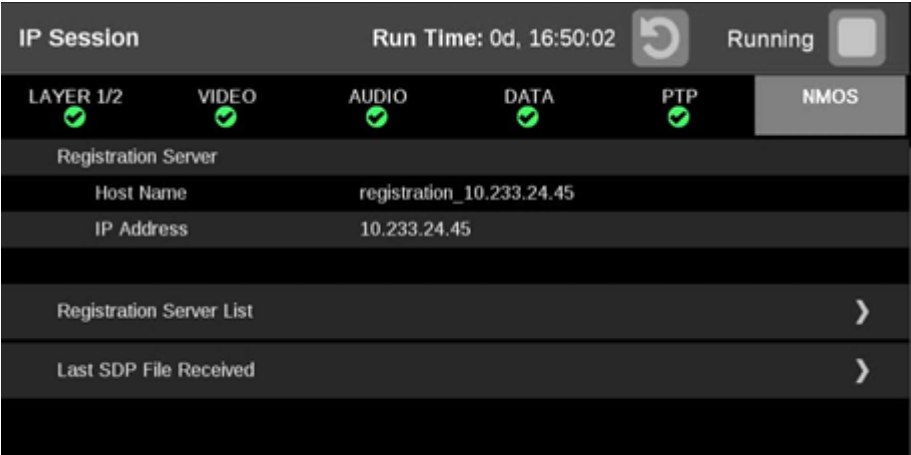 IP Session Run Time: 0d, 16:50:02 Running
LAYER 1/2 VIDEO AUDIO DATA PTP NMOS
Registration Server
Host Name registration_10.233.24.45
IP Address 10.233.24.45
Registration Server List
Last SDP File Received